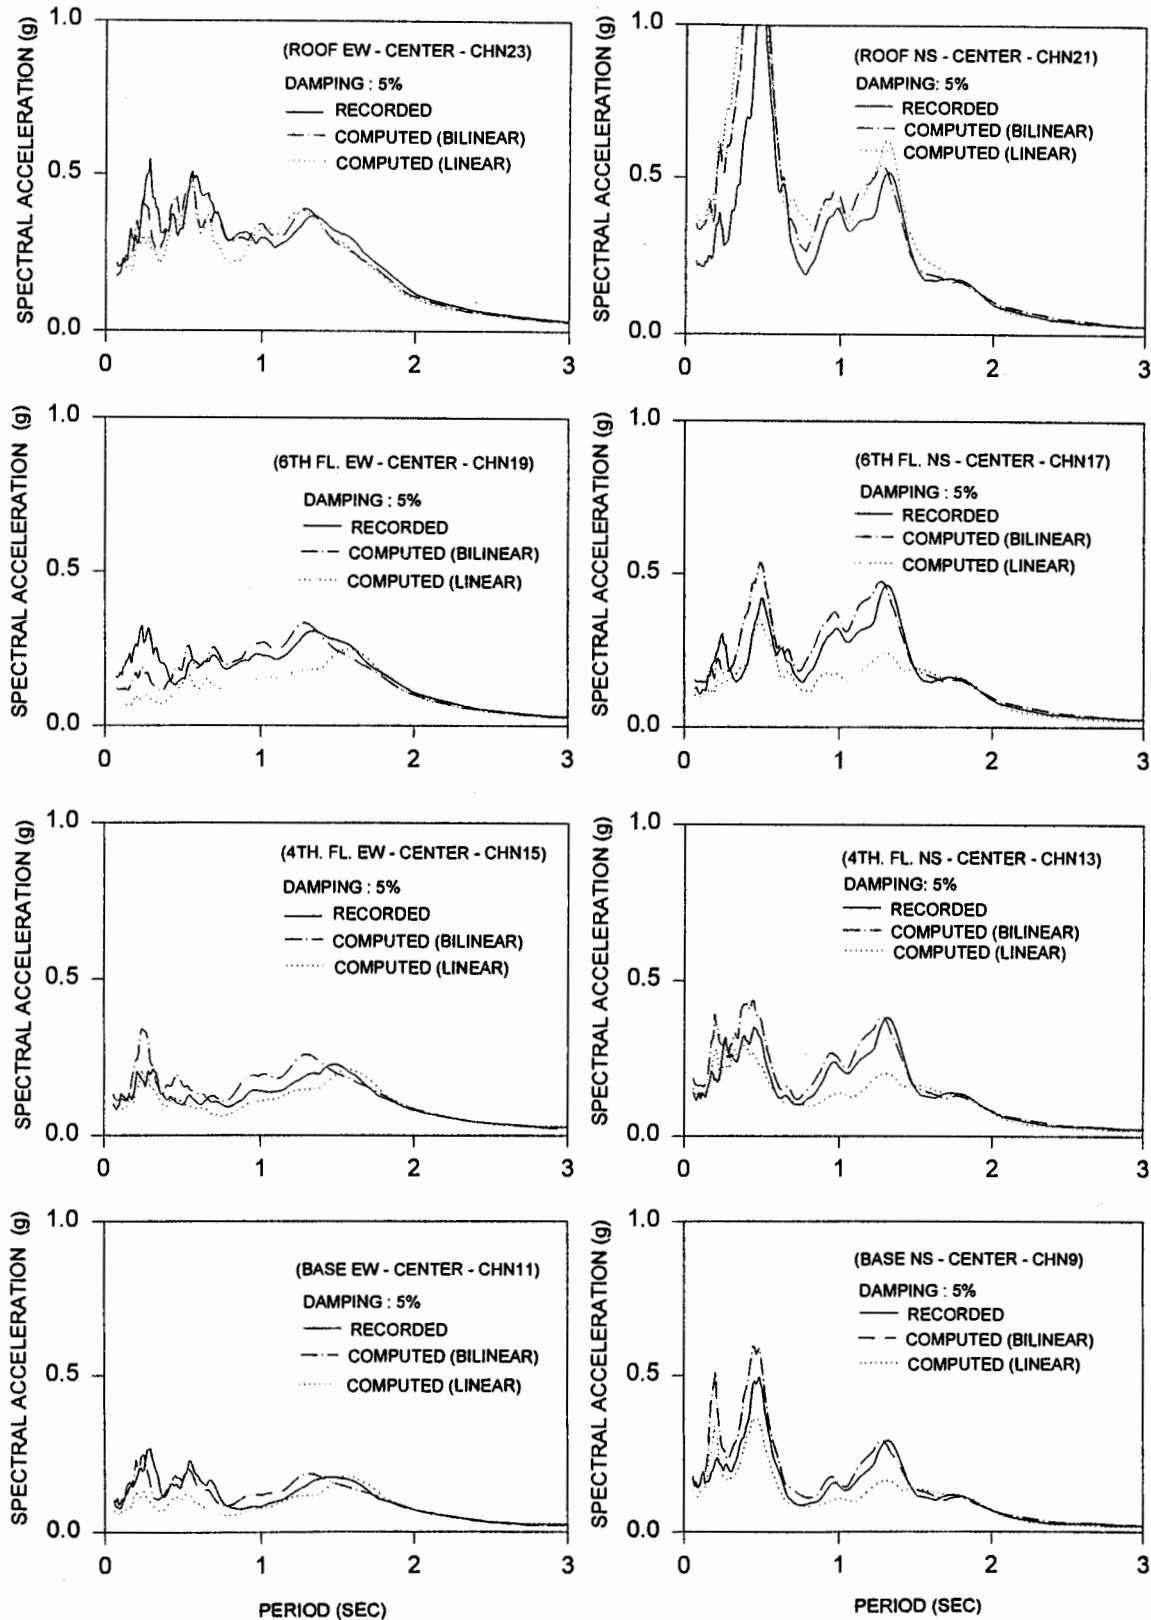 SPECTRAL ACCELERATION (g)
1.0
0.5
0.0
0
1
2
3
(ROOF EW - CENTER - CHN23)
DAMPING : 5%
RECORDED
COMPUTED (BILINEAR)
COMPUTED (LINEAR)
SPECTRAL ACCELERATION (g)
1.0
0.5
0.0
0
1
2
3
(ROOF NS - CENTER - CHN21)
DAMPING: 5%
RECORDED
COMPUTED (BILINEAR)
COMPUTED (LINEAR)
SPECTRAL ACCELERATION (g)
1.0
0.5
0.0
0
1
2
3
(6TH FL. EW - CENTER - CHN19)
DAMPING : 5%
RECORDED
COMPUTED (BILINEAR)
COMPUTED (LINEAR)
SPECTRAL ACCELERATION (g)
1.0
0.5
0.0
0
1
2
3
(6TH FL. NS - CENTER - CHN17)
DAMPING : 5%
RECORDED
COMPUTED (BILINEAR)
COMPUTED (LINEAR)
SPECTRAL ACCELERATION (g)
1.0
0.5
0.0
0
1
2
3
(4TH. FL. EW - CENTER - CHN15)
DAMPING : 5%
RECORDED
COMPUTED (BILINEAR)
COMPUTED (LINEAR)
SPECTRAL ACCELERATION (g)
1.0
0.5
0.0
0
1
2
3
(4TH. FL. NS - CENTER - CHN13)
DAMPING: 5%
RECORDED
COMPUTED (BILINEAR)
COMPUTED (LINEAR)
SPECTRAL ACCELERATION (g)
1.0
0.5
0.0
0
1
2
3
(BASE EW - CENTER - CHN11)
DAMPING : 5%
RECORDED
COMPUTED (BILINEAR)
COMPUTED (LINEAR)
PERIOD (SEC)
SPECTRAL ACCELERATION (g)
1.0
0.5
0.0
0
1
2
3
(BASE NS - CENTER - CHN9)
DAMPING : 5%
RECORDED
COMPUTED (BILINEAR)
COMPUTED (LINEAR)
PERIOD (SEC)